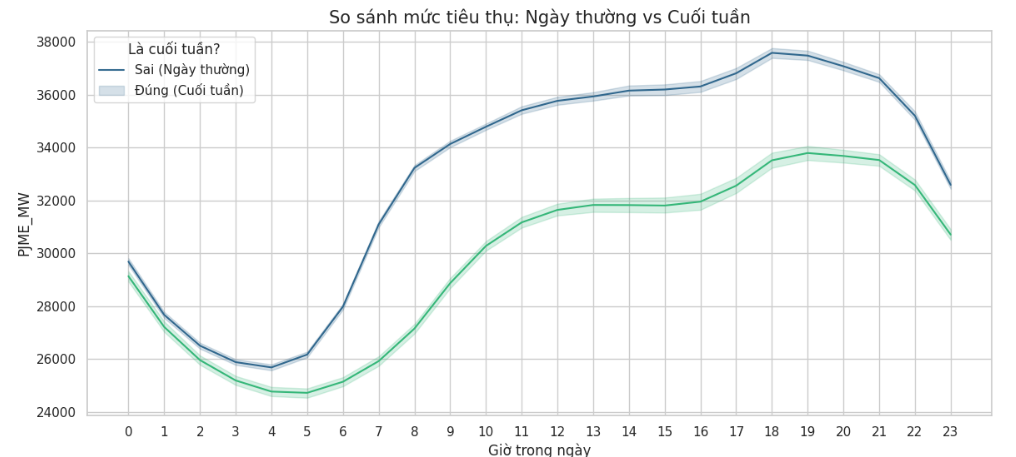 So sánh mức tiêu thụ: Ngày thường vs Cuối tuần
Là cuối tuần?
Sai (Ngày thường)
Đúng (Cuối tuần)
38000
36000
34000
32000
30000
28000
26000
24000
PJME_MW
0 1 2 3 4 5 6 7 8 9 10 11 12 13 14 15 16 17 18 19 20 21 22 23
Giờ trong ngày